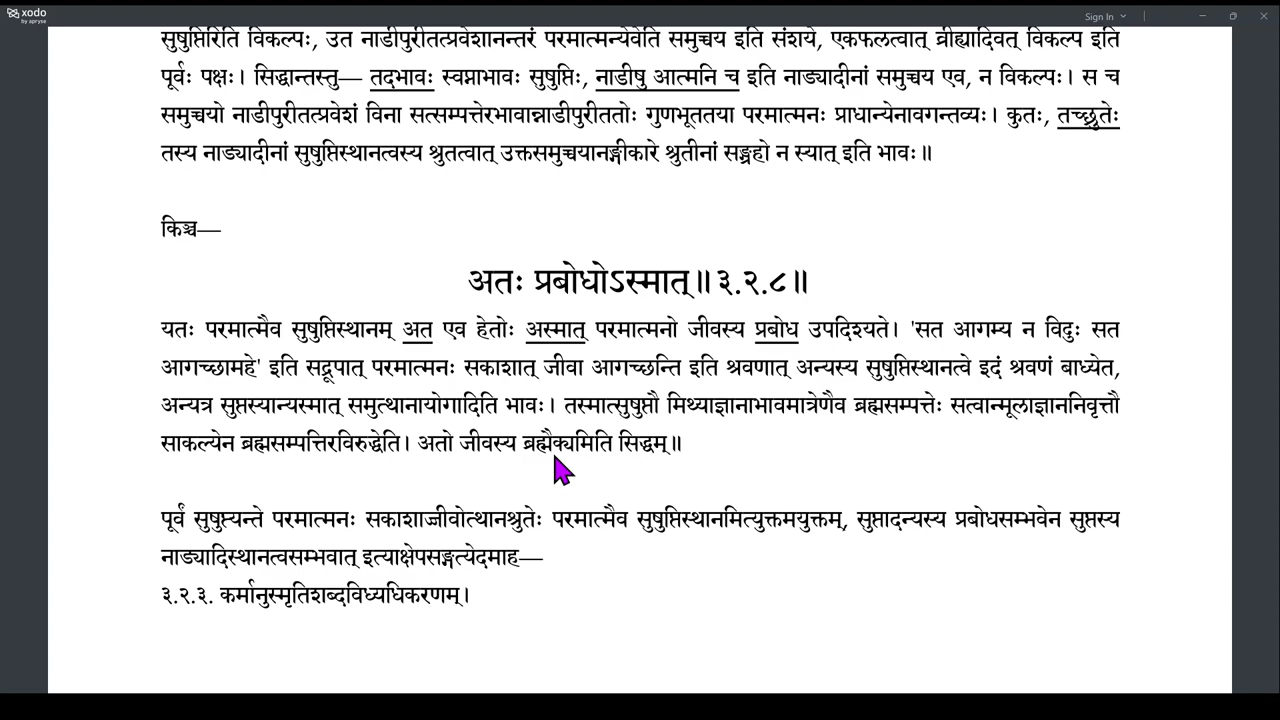 xodo
by apryse
Sign In
सुषुप्तिरिति विकल्पः, उत नाडीपुरीतत्प्रवेशानन्तरं परमात्मन्येवेति समुच्चय इति संशये, एकफलत्वात् व्रीह्यादिवत् विकल्प इति
पूर्वः पक्षः। सिद्धान्तस्तु— तदभावः स्वप्नाभावः सुषुप्तिः, नाडीषु आत्मनि च इति नाड्यादीनां समुच्चय एव, न विकल्पः। स च
समुच्चयो नाडीपुरीतत्प्रवेशं विना सत्सम्पत्तेरभावान्नाडीपुरीततोः गुणभूततया परमात्मनः प्राधान्येनावगन्तव्यः। कुतः, तच्छ्रुतेः
तस्य नाड्यादीनां सुषुप्तिस्थानत्वस्य श्रुतत्वात् उक्तसमुच्चयानङ्गीकारे श्रुतीनां सङ्ग्रहो न स्यात् इति भावः॥
किञ्च—
अतः प्रबोधोऽस्मात्॥३.२.८॥
यतः परमात्मैव सुषुप्तिस्थानम् अत एव हेतोः अस्मात् परमात्मनो जीवस्य प्रबोध उपदिश्यते। 'सत आगम्य न विदुः सत
आगच्छामहे' इति सद्रूपात् परमात्मनः सकाशात् जीवा आगच्छन्ति इति श्रवणात् अन्यस्य सुषुप्तिस्थानत्वे इदं श्रवणं बाध्येत,
अन्यत्र सुप्तस्यान्यस्मात् समुत्थानायोगादिति भावः। तस्मात्सुषुप्तौ मिथ्याज्ञानाभावमात्रेणैव ब्रह्मसम्पत्तेः सत्वान्मूलाज्ञाननिवृत्तौ
साकल्येन ब्रह्मसम्पत्तिरविरुद्धेति। अतो जीवस्य ब्रह्मैक्यमिति सिद्धम्॥
पूर्वं सुषुप्त्यन्ते परमात्मनः सकाशाज्जीवोत्थानश्रुतेः परमात्मैव सुषुप्तिस्थानमित्युक्तमयुक्तम्, सुप्तादन्यस्य प्रबोधसम्भवेन सुप्तस्य
नाड्यादिस्थानत्वसम्भवात् इत्याक्षेपसङ्गत्येदमाह—
३.२.३. कर्मानुस्मृतिशब्दविध्यधिकरणम्।